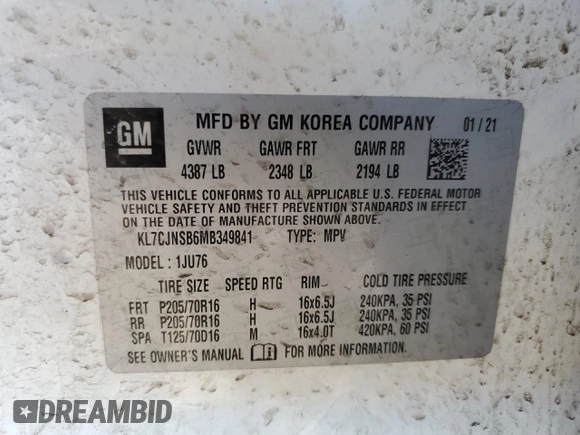 GM
MFD BY GM KOREA COMPANY 01 / 21
GVWR GAWR FRT GAWR RR
4387 LB 2348 LB 2194 LB
THIS VEHICLE CONFORMS TO ALL APPLICABLE U.S. FEDERAL MOTOR
VEHICLE SAFETY AND THEFT PREVENTION STANDARDS IN EFFECT
ON THE DATE OF MANUFACTURE SHOWN ABOVE.
KL7CJNSB6MB349841 TYPE: MPV
MODEL: 1JU76
TIRE SIZE SPEED RTG RIM COLD TIRE PRESSURE
FRT P205/70R16 H 16x6.5J 240KPA, 35 PSI
RR P205/70R16 H 16x6.5J 240KPA, 35 PSI
SPA T125/70D16 M 16x4.0T 420KPA, 60 PSI
SEE OWNER'S MANUAL FOR MORE INFORMATION.
DREAMBID